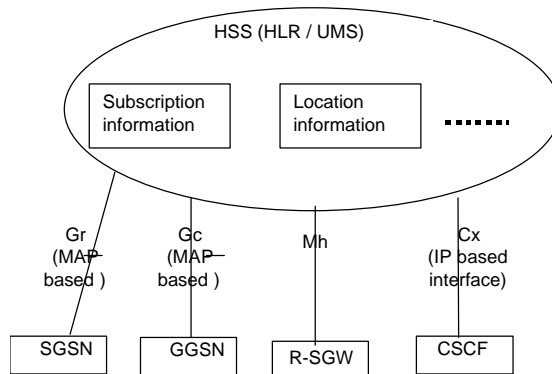 HSS (HLR / UMS)
Subscription
information
Location
information
Gr
(MAP
based )
Gc
(MAP
based )
Mh
Cx
(IP based
interface)
SGSN
GGSN
R-SGW
CSCF